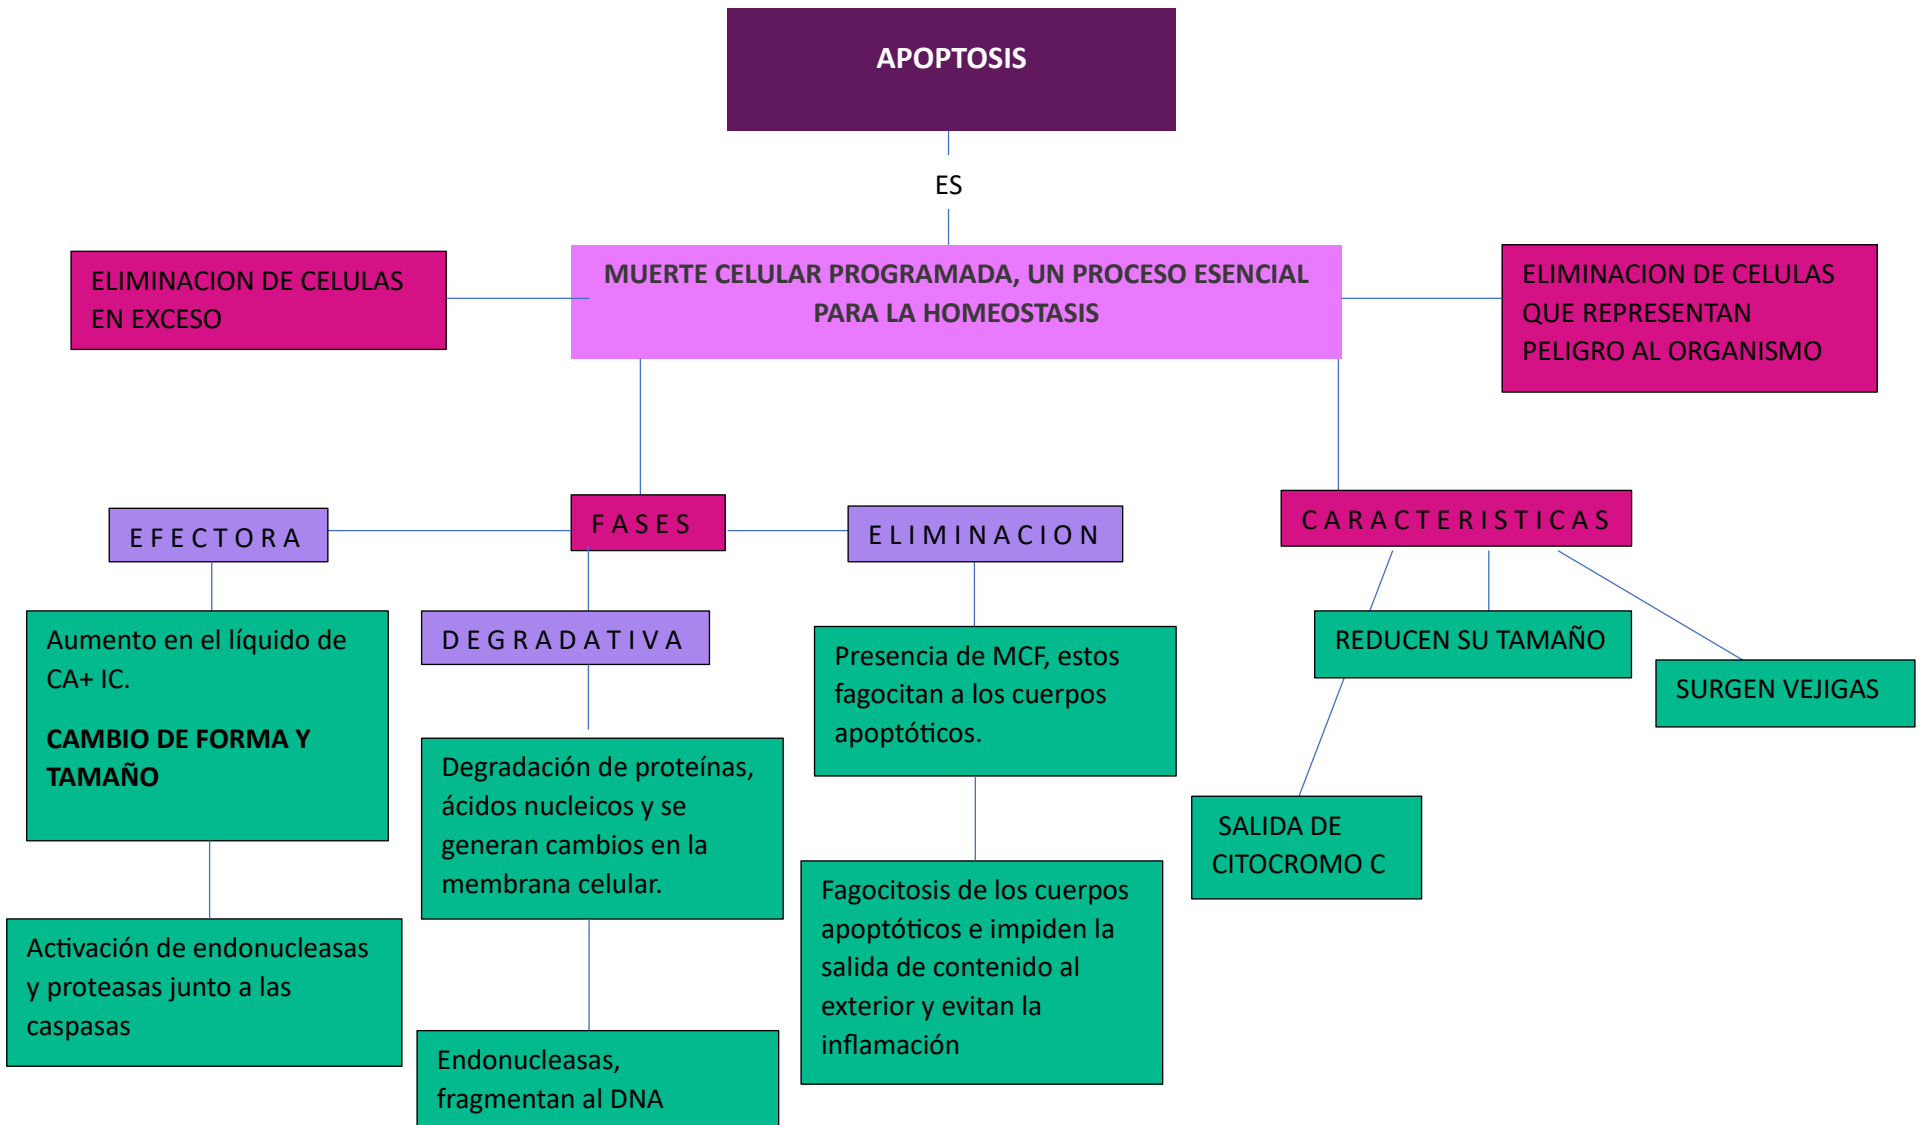 APOPTOSIS
ES
ELIMINACION DE CELULAS
EN EXCESO
MUERTE CELULAR PROGRAMADA, UN PROCESO ESENCIAL
PARA LA HOMEOSTASIS
ELIMINACION DE CELULAS
QUE REPRESENTAN
PELIGRO AL ORGANISMO
EFECTORA
FASES
ELIMINACION
CARACTERISTICAS
Aumento en el líquido de
CA+ IC.
CAMBIO DE FORMA Y
TAMAÑO
Activación de endonucleasas
y proteasas junto a las
caspasas
DEGRADATIVA
Degradación de proteínas,
ácidos nucleicos y se
generan cambios en la
membrana celular.
Endonucleasas,
fragmentan al DNA
Presencia de MCF, estos
fagocitan a los cuerpos
apoptóticos.
Fagocitosis de los cuerpos
apoptóticos e impiden la
salida de contenido al
exterior y evitan la
inflamación
REDUCEN SU TAMAÑO
SURGEN VEJIGAS
SALIDA DE
CITOCROMO C